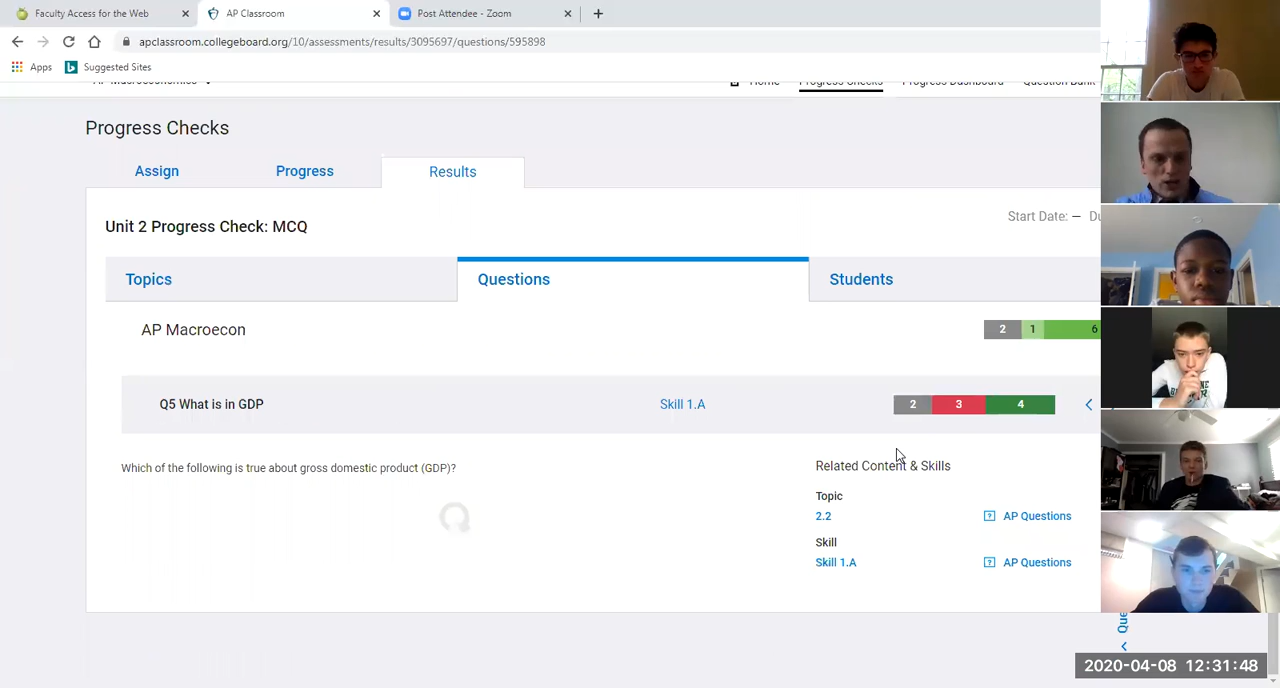 Faculty Access for the Web
AP Classroom
Post Attendee - Zoom
apclassroom.collegeboard.org/10/assessments/results/3095697/questions/595898
Apps
Suggested Sites
AP Macroeconomics
Home
Progress Checks
Progress Dashboard
Question Bank
Progress Checks
Assign
Progress
Results
Unit 2 Progress Check: MCQ
Start Date: —
Topics
Questions
Students
AP Macroecon
2
1
6
Q5 What is in GDP
Skill 1.A
2
3
4
Which of the following is true about gross domestic product (GDP)?
Related Content & Skills
Topic
2.2
AP Questions
Skill
Skill 1.A
AP Questions
2020-04-08 12:31:48